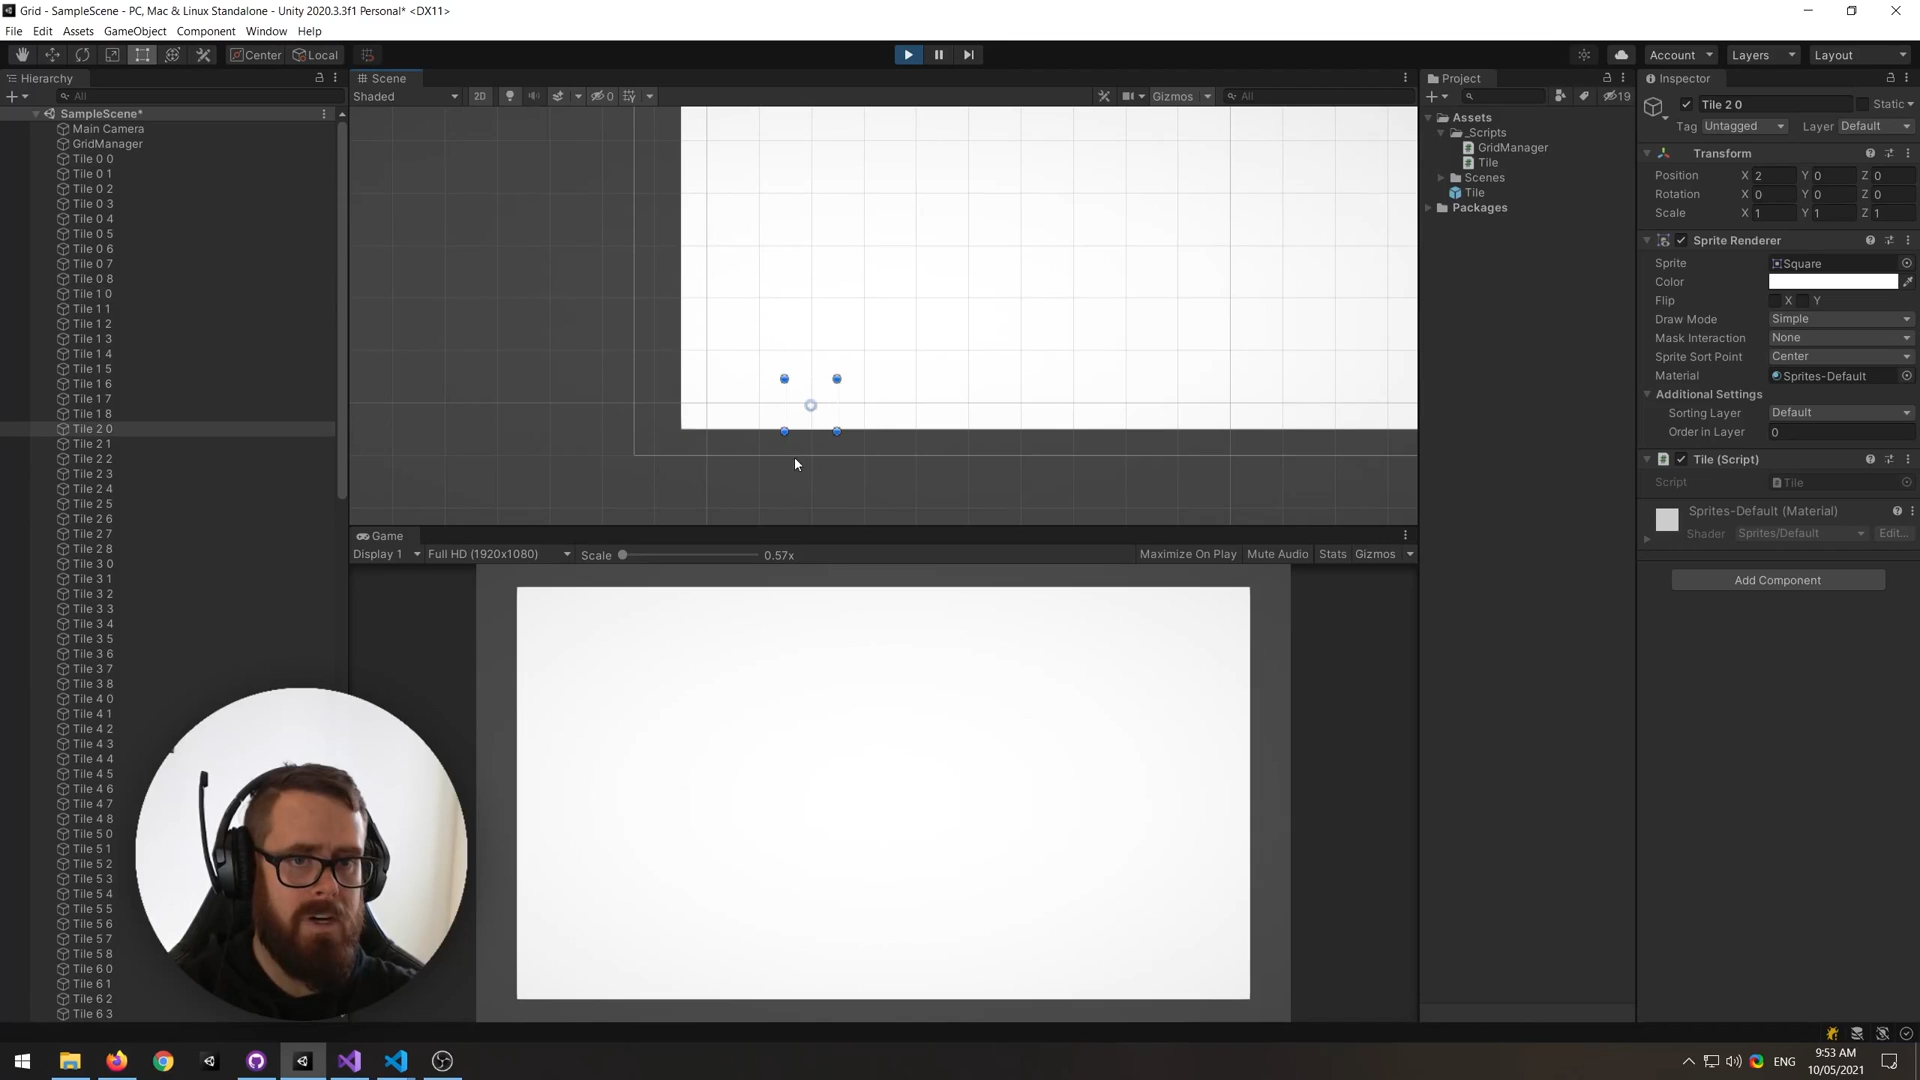 Grid - SampleScene - PC, Mac & Linux Standalone - Unity 2020.3.3f1 Personal* <DX11>
File Edit Assets GameObject Component Window Help
Center Local Account Layers Layout
Hierarchy
All
SampleScene*
Main Camera
GridManager
Tile 0 0
Tile 0 1
Tile 0 2
Tile 0 3
Tile 0 4
Tile 0 5
Tile 0 6
Tile 0 7
Tile 0 8
Tile 1 0
Tile 1 1
Tile 1 2
Tile 1 3
Tile 1 4
Tile 1 5
Tile 1 6
Tile 1 7
Tile 1 8
Tile 2 0
Tile 2 1
Tile 2 2
Tile 2 3
Tile 2 4
Tile 2 5
Tile 2 6
Tile 2 7
Tile 2 8
Tile 3 0
Tile 3 1
Tile 3 2
Tile 3 3
Tile 3 4
Tile 3 5
Tile 3 6
Tile 3 7
Tile 3 8
Tile 4 0
Tile 4 1
Tile 4 2
Tile 4 3
Tile 4 4
Tile 4 5
Tile 4 6
Tile 4 7
Tile 4 8
Tile 5 0
Tile 5 1
Tile 5 2
Tile 5 3
Tile 5 4
Tile 5 5
Tile 5 6
Tile 5 7
Tile 5 8
Tile 6 0
Tile 6 1
Tile 6 2
Tile 6 3
Scene
Shaded 2D 0 Gizmos All
Game
Display 1 Full HD (1920x1080) Scale 0.57x Maximize On Play Mute Audio Stats Gizmos
Project
19
Assets
_Scripts
GridManager
Tile
Scenes
Tile
Packages
Inspector
Tile 2 0 Static
Tag Untagged Layer Default
Transform
Position X 2 Y 0 Z 0
Rotation X 0 Y 0 Z 0
Scale X 1 Y 1 Z 1
Sprite Renderer
Sprite Square
Color
Flip X Y
Draw Mode Simple
Mask Interaction None
Sprite Sort Point Center
Material Sprites-Default
Additional Settings
Sorting Layer Default
Order in Layer 0
Tile (Script)
Script Tile
Sprites-Default (Material)
Shader Sprites/Default Edit...
Add Component
ENG
9:53 AM
10/05/2021